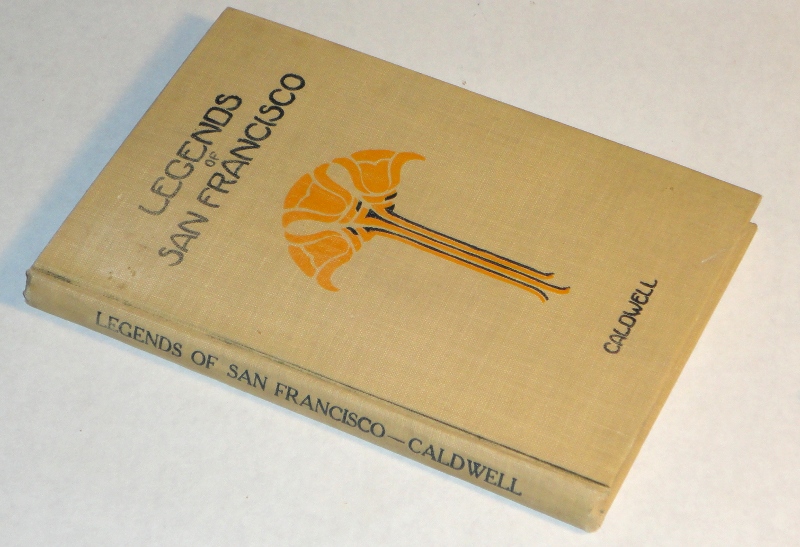 LEGENDS
OF
SAN FRANCISCO
CALDWELL
LEGENDS OF SAN FRANCISCO—CALDWELL